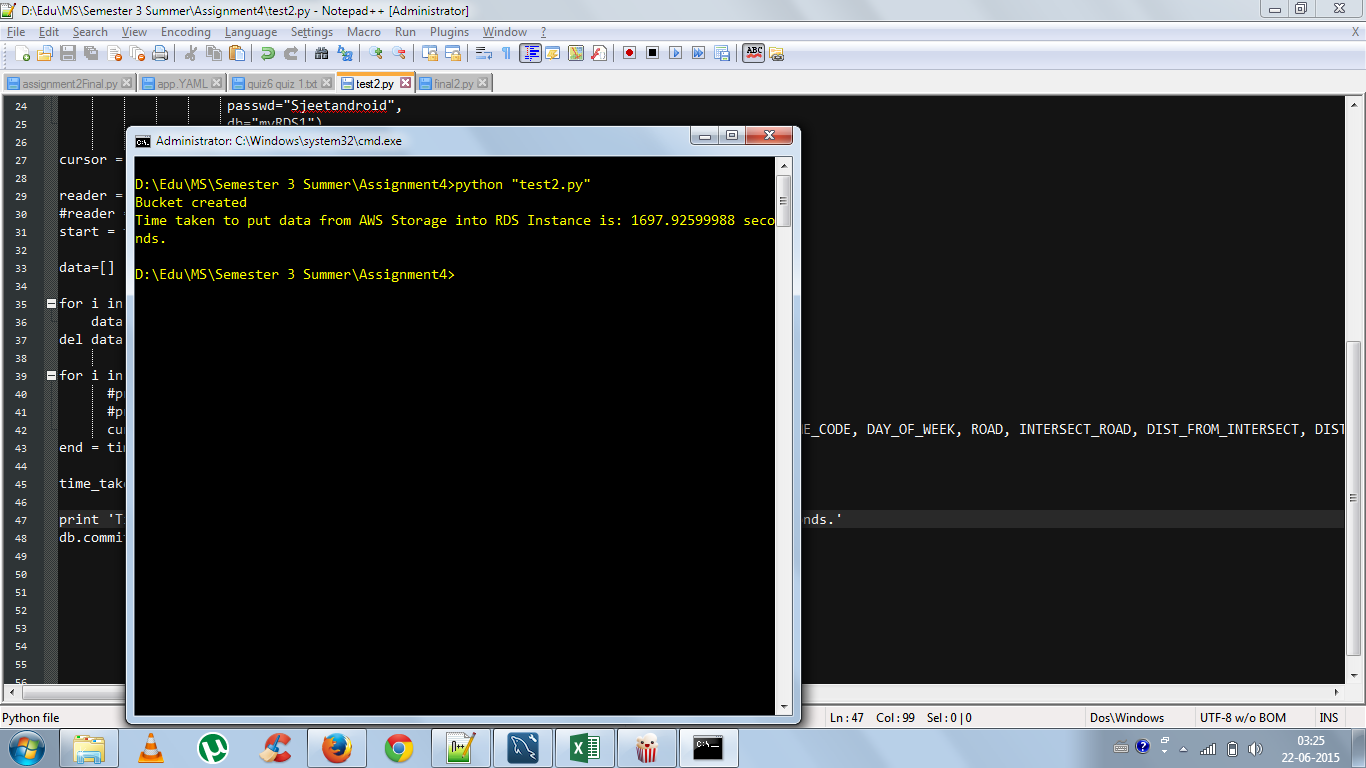 D:\Edu\MS\Semester 3 Summer\Assignment4\test2.py - Notepad++ [Administrator]
File Edit Search View Encoding Language Settings Macro Run Plugins Window ? X
ABC
assignment2Final.py app.YAML quiz6 quiz 1.txt test2.py final2.py
24 passwd="Sjeetandroid",
25 db="myRDS1")
26
27 cursor =
28
29 reader =
30 #reader
31 start =
32
33 data=[]
34
35 for i in
36 data
37 del data
38
39 for i in
40
41
42 E_CODE, DAY_OF_WEEK, ROAD, INTERSECT_ROAD, DIST_FROM_INTERSECT, DIST
43 end = tim
44
45 time_take
46
47 print 'T nds.'
48 db.commi
49
50
51
52
53
54
55
56
Administrator: C:\Windows\system32\cmd.exe
D:\Edu\MS\Semester 3 Summer\Assignment4>python "test2.py"
Bucket created
Time taken to put data from AWS Storage into RDS Instance is: 1697.92599988 seco
nds.
D:\Edu\MS\Semester 3 Summer\Assignment4>
Python file Ln : 47 Col : 99 Sel : 0 | 0 Dos\Windows UTF-8 w/o BOM INS
03:25
22-06-2015